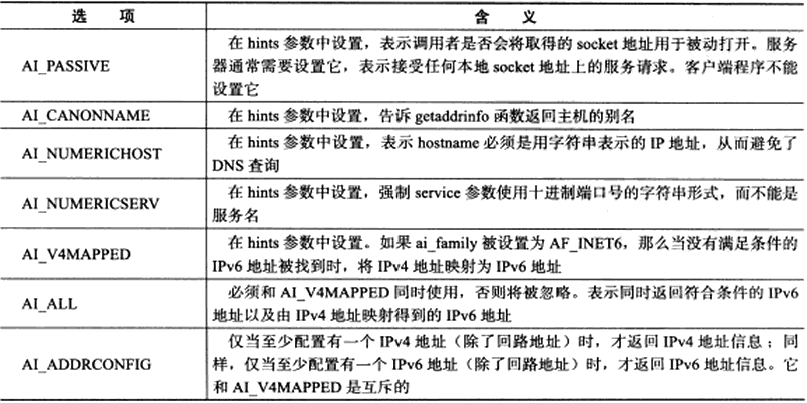 选 项 含 义
AI_PASSIVE
在 hints 参数中设置，表示调用者是否会将取得的 socket 地址用于被动打开。服务
器通常需要设置它，表示接受任何本地 socket 地址上的服务请求。客户端程序不能
设置它
AI_CANONNAME
在 hints 参数中设置，告诉 getaddrinfo 函数返回主机的别名
AI_NUMERICHOST
在 hints 参数中设置，表示 hostname 必须是用字符串表示的 IP 地址，从而避免了
DNS 查询
AI_NUMERICSERV
在 hints 参数中设置，强制 service 参数使用十进制端口号的字符串形式，而不能是
服务名
AI_V4MAPPED
在 hints 参数中设置。如果 ai_family 被设置为 AF_INET6，那么当没有满足条件的
IPv6 地址被找到时，将 IPv4 地址映射为 IPv6 地址
AI_ALL
必须和 AI_V4MAPPED 同时使用，否则将被忽略。表示同时返回符合条件的 IPv6
地址以及由 IPv4 地址映射得到的 IPv6 地址
AI_ADDRCONFIG
仅当至少配置有一个 IPv4 地址（除了回路地址）时，才返回 IPv4 地址信息；同
样，仅当至少配置有一个 IPv6 地址（除了回路地址）时，才返回 IPv6 地址信息。它
和 AI_V4MAPPED 是互斥的